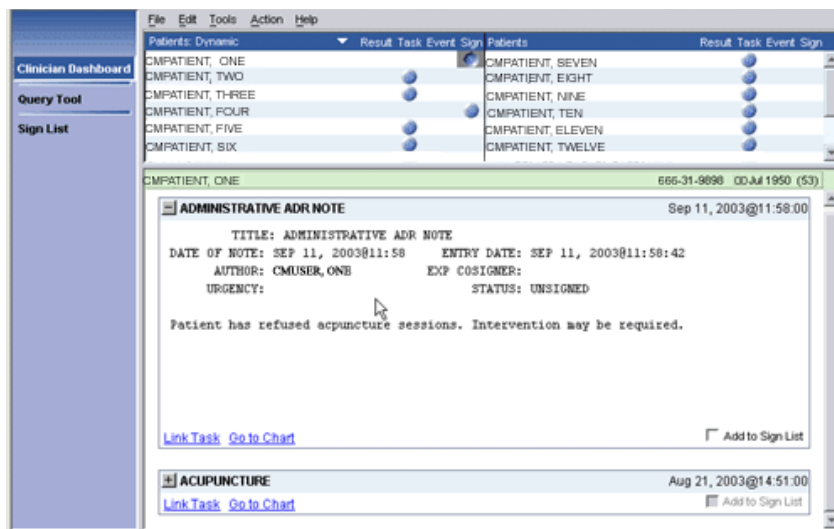 File Edit Tools Action Help
Patients: Dynamic Result Task Event Sign Patients Result Task Event Sign
Clinician Dashboard
Query Tool
Sign List
CMPATIENT, ONE CMPATIENT, SEVEN
CMPATIENT, TWO CMPATIENT, EIGHT
CMPATIENT, THREE CMPATIENT, NINE
CMPATIENT, FOUR CMPATIENT, TEN
CMPATIENT, FIVE CMPATIENT, ELEVEN
CMPATIENT, SIX CMPATIENT, TWELVE
CMPATIENT, ONE 666-31-9898 00Jul 1950 (53)
ADMINISTRATIVE ADR NOTE Sep 11, 2003@11:58:00
TITLE: ADMINISTRATIVE ADR NOTE
DATE OF NOTE: SEP 11, 2003@11:58 ENTRY DATE: SEP 11, 2003@11:58:42
AUTHOR: CMUSER, ONE EXP COSIGNER:
URGENCY: STATUS: UNSIGNED
Patient has refused acpuncture sessions. Intervention may be required.
Link Task Go to Chart Add to Sign List
ACUPUNCTURE Aug 21, 2003@14:51:00
Link Task Go to Chart Add to Sign List